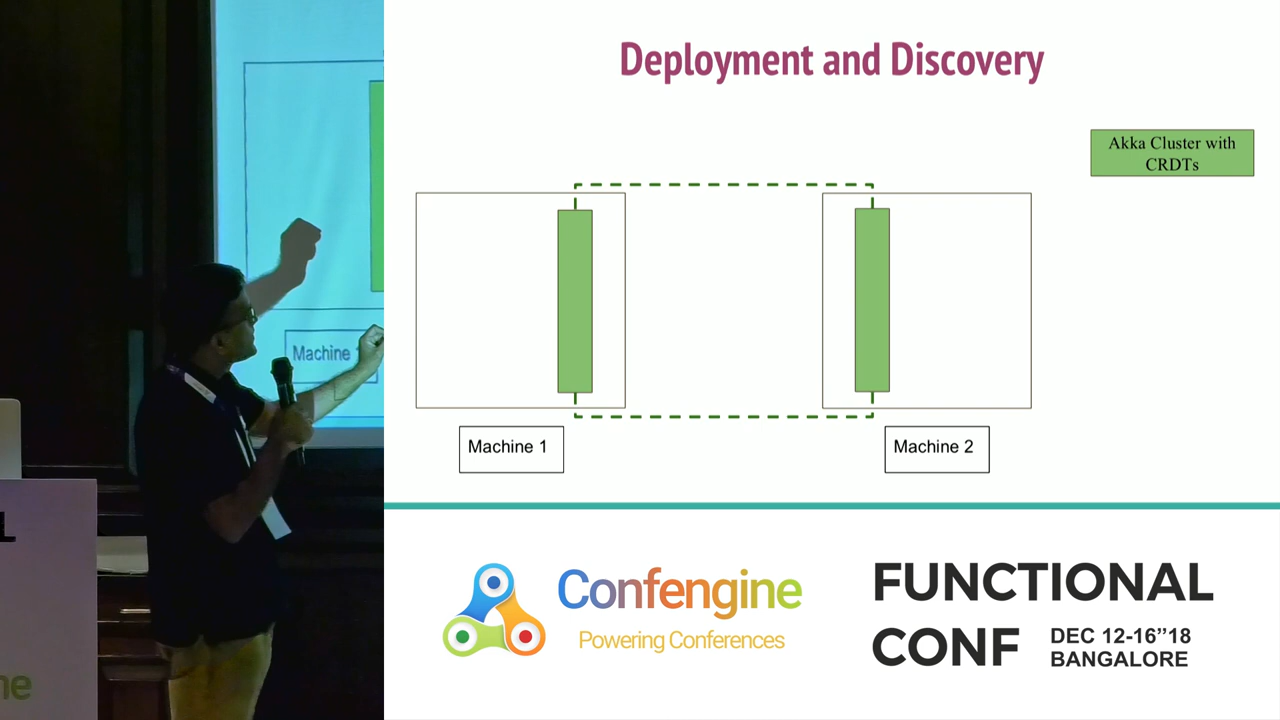 Deployment and Discovery
Akka Cluster with
CRDTs
Machine 1
Machine 2
Machine
Confengine
Powering Conferences
FUNCTIONAL
CONF
DEC 12-16”18
BANGALORE